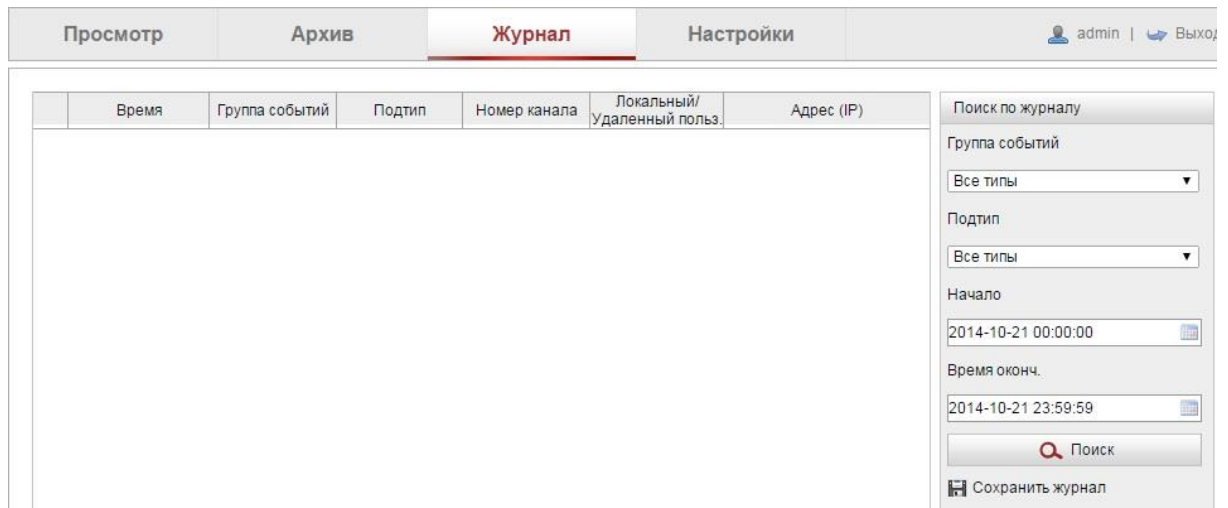 Просмотр Архив Журнал Настройки admin | Выход
Время Группа событий Подтип Номер канала Локальный/ Удаленный польз. Адрес (IP)
Поиск по журналу
Группа событий
Все типы
Подтип
Все типы
Начало
2014-10-21 00:00:00
Время оконч.
2014-10-21 23:59:59
Поиск
Сохранить журнал